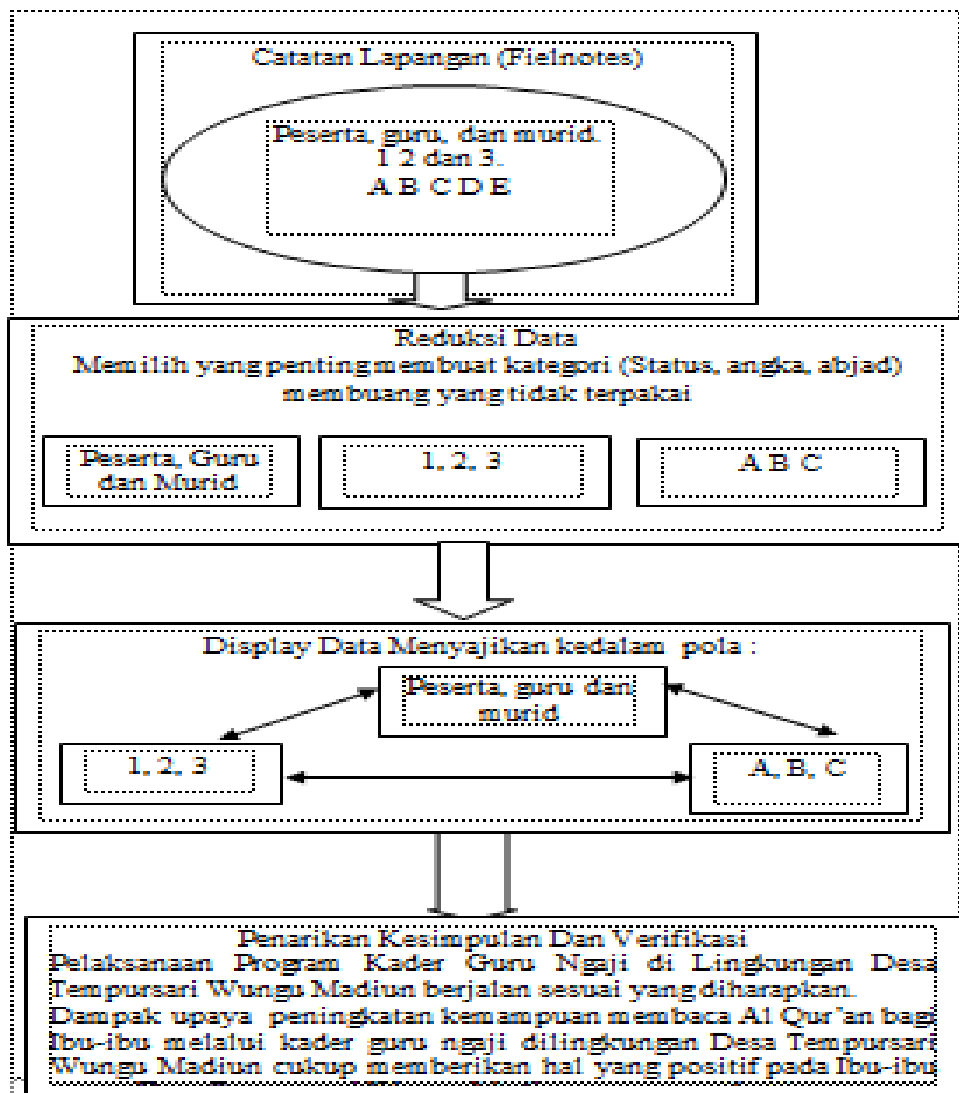 Catatan Lapangan (Fielnotes)
Peserta, guru, dan murid.
1 2 dan 3.
A B C D E
Reduksi Data
Memilih yang penting membuat kategori (Status, angka, abjad)
membuang yang tidak terpakai
Peserta, Guru
dan Murid
1, 2, 3
A B C
Display Data Menyajikan kedalam pola :
Peserta, guru dan
murid
1, 2, 3
A, B, C
Penarikan Kesimpulan Dan Verifikasi
Pelaksanaan Program Kader Guru Ngaji di Lingkungan Desa
Tempursari Wungu Madiun berjalan sesuai yang diharapkan.
Dampak upaya peningkatan kemampuan membaca Al Qur'an bagi
Ibu-ibu melalui kader guru ngaji dilingkungan Desa Tempursari
Wungu Madiun cukup memberikan hal yang positif pada Ibu-ibu